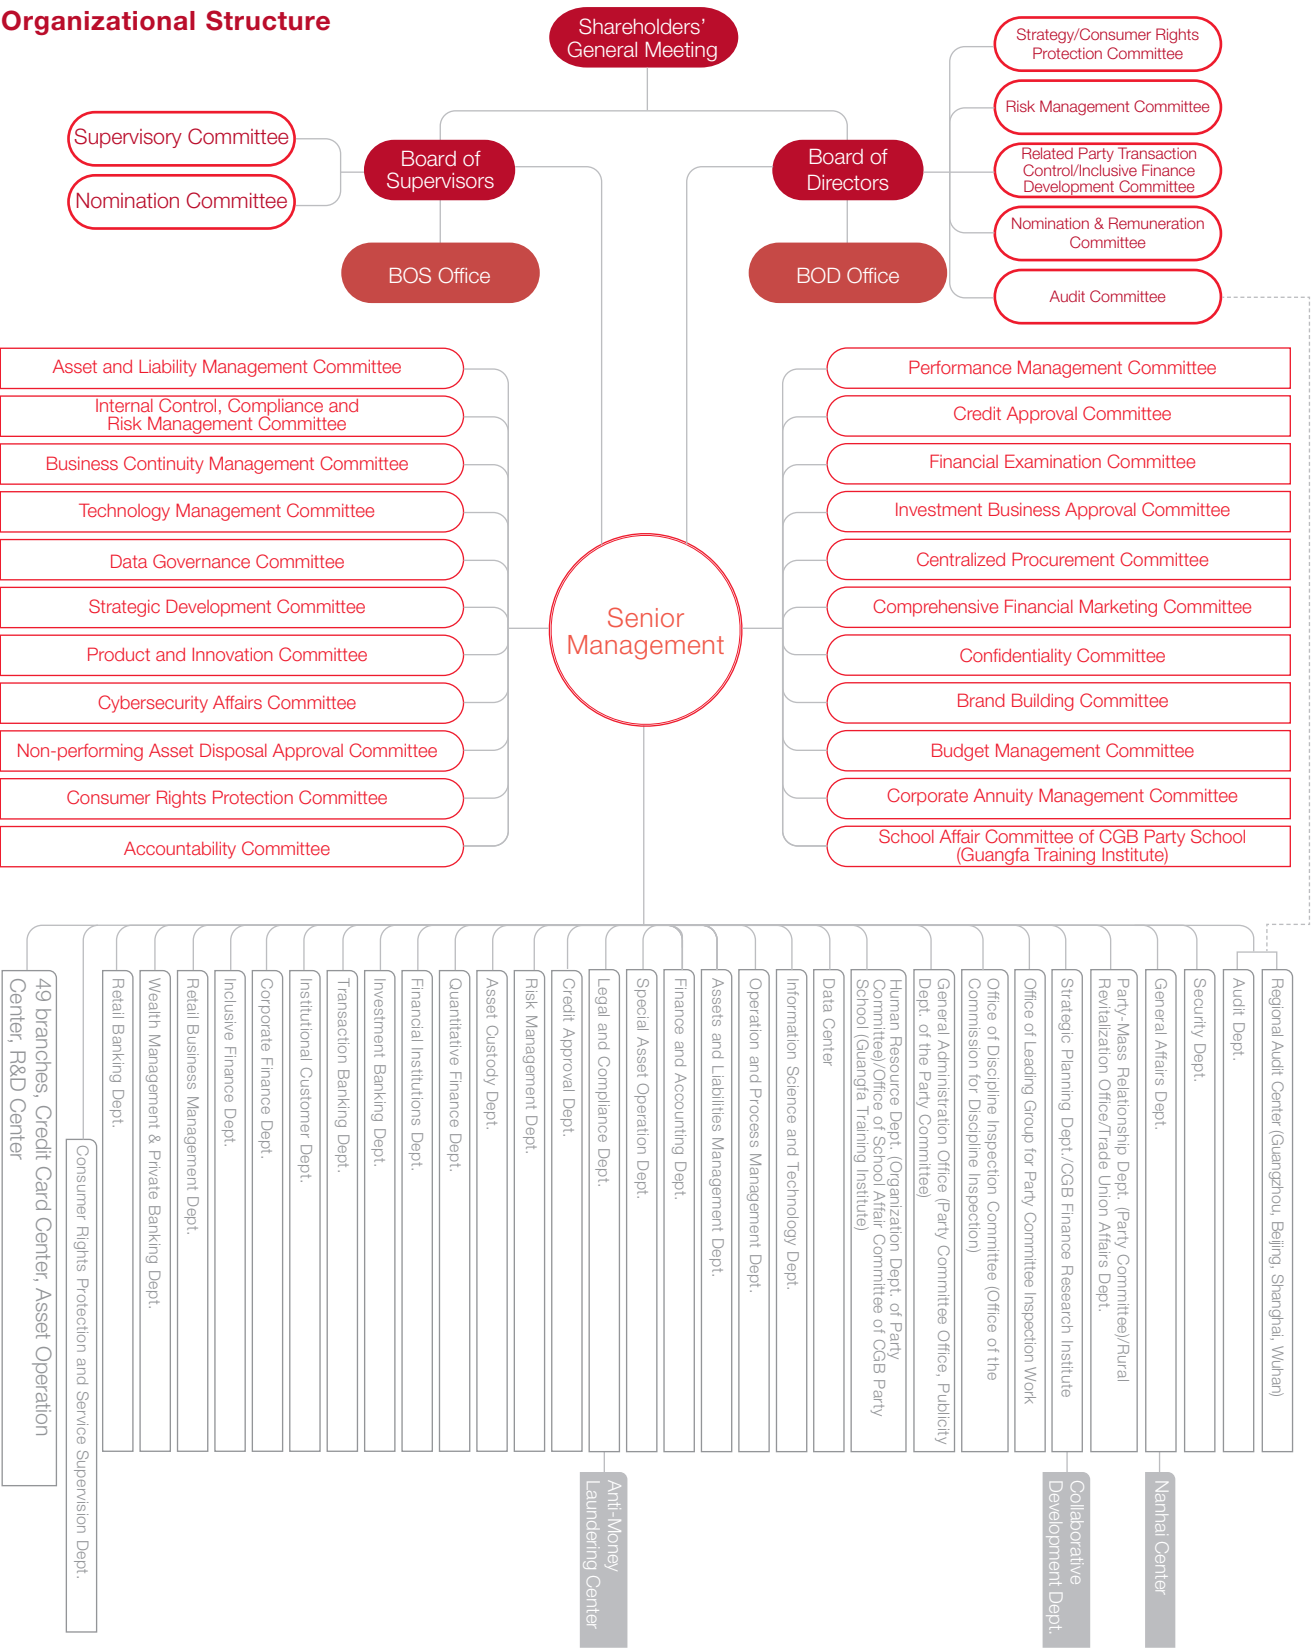 Organizational Structure
Shareholders'
General Meeting
Strategy/Consumer Rights
Protection Committee
Risk Management Committee
Related Party Transaction
Control/Inclusive Finance
Development Committee
Nomination & Remuneration
Committee
Audit Committee
Supervisory Committee
Nomination Committee
Board of
Supervisors
Board of
Directors
BOS Office
BOD Office
Asset and Liability Management Committee
Internal Control, Compliance and
Risk Management Committee
Business Continuity Management Committee
Technology Management Committee
Data Governance Committee
Strategic Development Committee
Product and Innovation Committee
Cybersecurity Affairs Committee
Non-performing Asset Disposal Approval Committee
Consumer Rights Protection Committee
Accountability Committee
Senior
Management
Performance Management Committee
Credit Approval Committee
Financial Examination Committee
Investment Business Approval Committee
Centralized Procurement Committee
Comprehensive Financial Marketing Committee
Confidentiality Committee
Brand Building Committee
Budget Management Committee
Corporate Annuity Management Committee
School Affair Committee of CGB Party School
(Guangfa Training Institute)
49 branches, Credit Card Center, Asset Operation
Center, R&D Center
Consumer Rights Protection and Service Supervision Dept.
Retail Banking Dept.
Wealth Management & Private Banking Dept.
Retail Business Management Dept.
Inclusive Finance Dept.
Corporate Finance Dept.
Institutional Customer Dept.
Transaction Banking Dept.
Investment Banking Dept.
Financial Institutions Dept.
Quantitative Finance Dept.
Asset Custody Dept.
Risk Management Dept.
Credit Approval Dept.
Legal and Compliance Dept.
Anti-Money
Laundering Center
Special Asset Operation Dept.
Finance and Accounting Dept.
Assets and Liabilities Management Dept.
Operation and Process Management Dept.
Information Science and Technology Dept.
Data Center
Human Resource Dept. (Organization Dept. of Party
Committee)/Office of School Affair Committee of CGB Party
School (Guangfa Training Institute)
General Administration Office (Party Committee Office, Publicity
Dept. of the Party Committee)
Office of Discipline Inspection Committee (Office of the
Commission for Discipline Inspection)
Office of Leading Group for Party Committee Inspection Work
Strategic Planning Dept./CGB Finance Research Institute
Collaborative
Development Dept.
Party-Mass Relationship Dept. (Party Committee)/Rural
Revitalization Office/Trade Union Affairs Dept.
General Affairs Dept.
Nanhai Center
Security Dept.
Audit Dept.
Regional Audit Center (Guangzhou, Beijing, Shanghai, Wuhan)